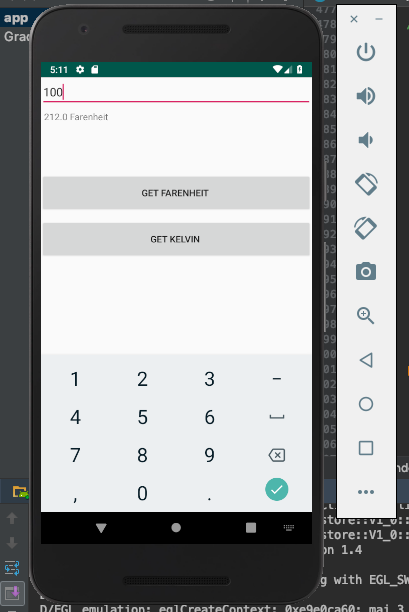 app
Grad
5:11
100
212.0 Farenheit
GET FARENHEIT
GET KELVIN
1 2 3 -
4 5 6
7 8 9
, 0 .
store::V1_0::
store::V1_0::
on 1.4
g with EGL_SW
D/EGL_emulation: eglCreateContext: 0xe9e0ca60: maj 3